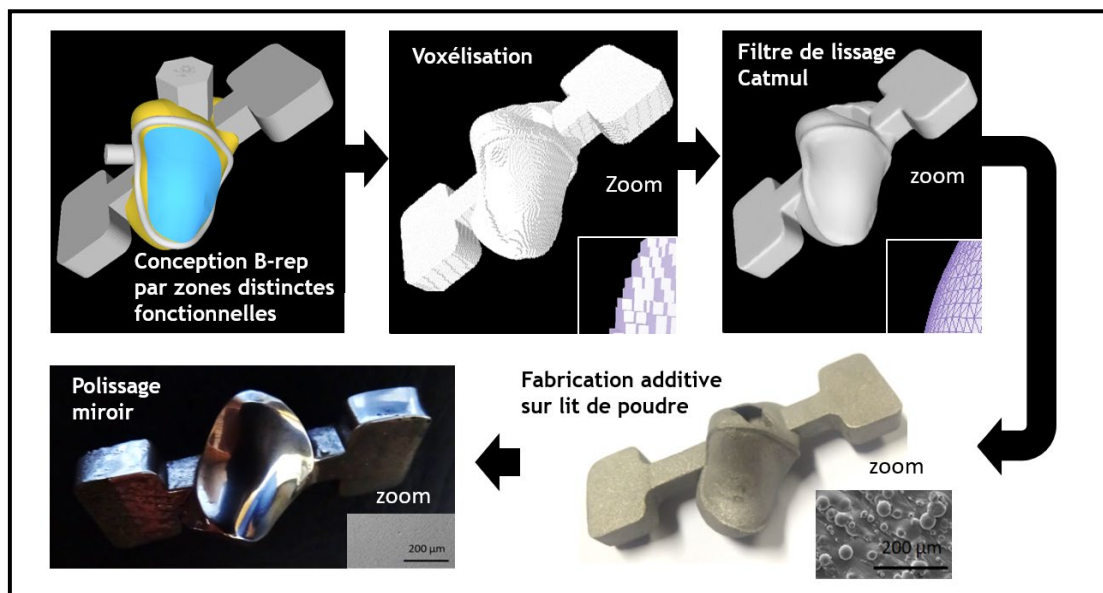 Conception B-rep
par zones distinctes
fonctionnelles
Voxélisation
Zoom
Filtre de lissage
Catmul
zoom
Fabrication additive
sur lit de poudre
zoom
200 µm
Polissage
miroir
zoom
200 µm